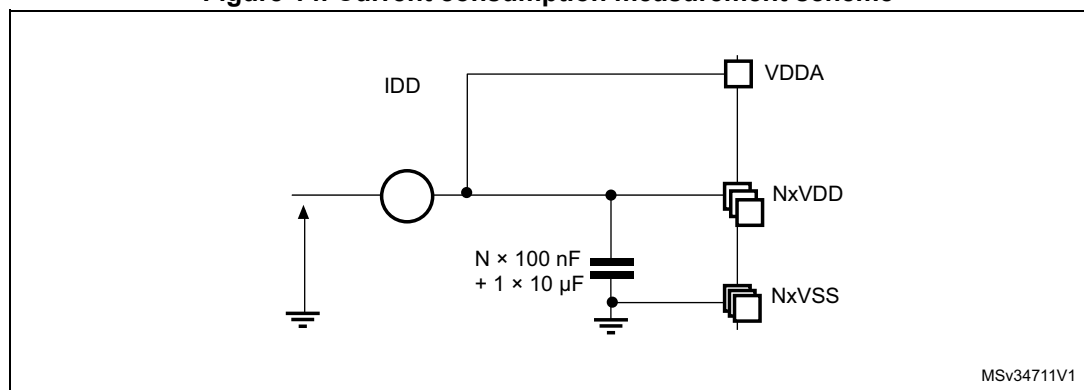 Figure 14. Current consumption measurement scheme
VDDA
IDD
NxVDD
N × 100 nF
+ 1 × 10 µF
NxVSS
MSv34711V1